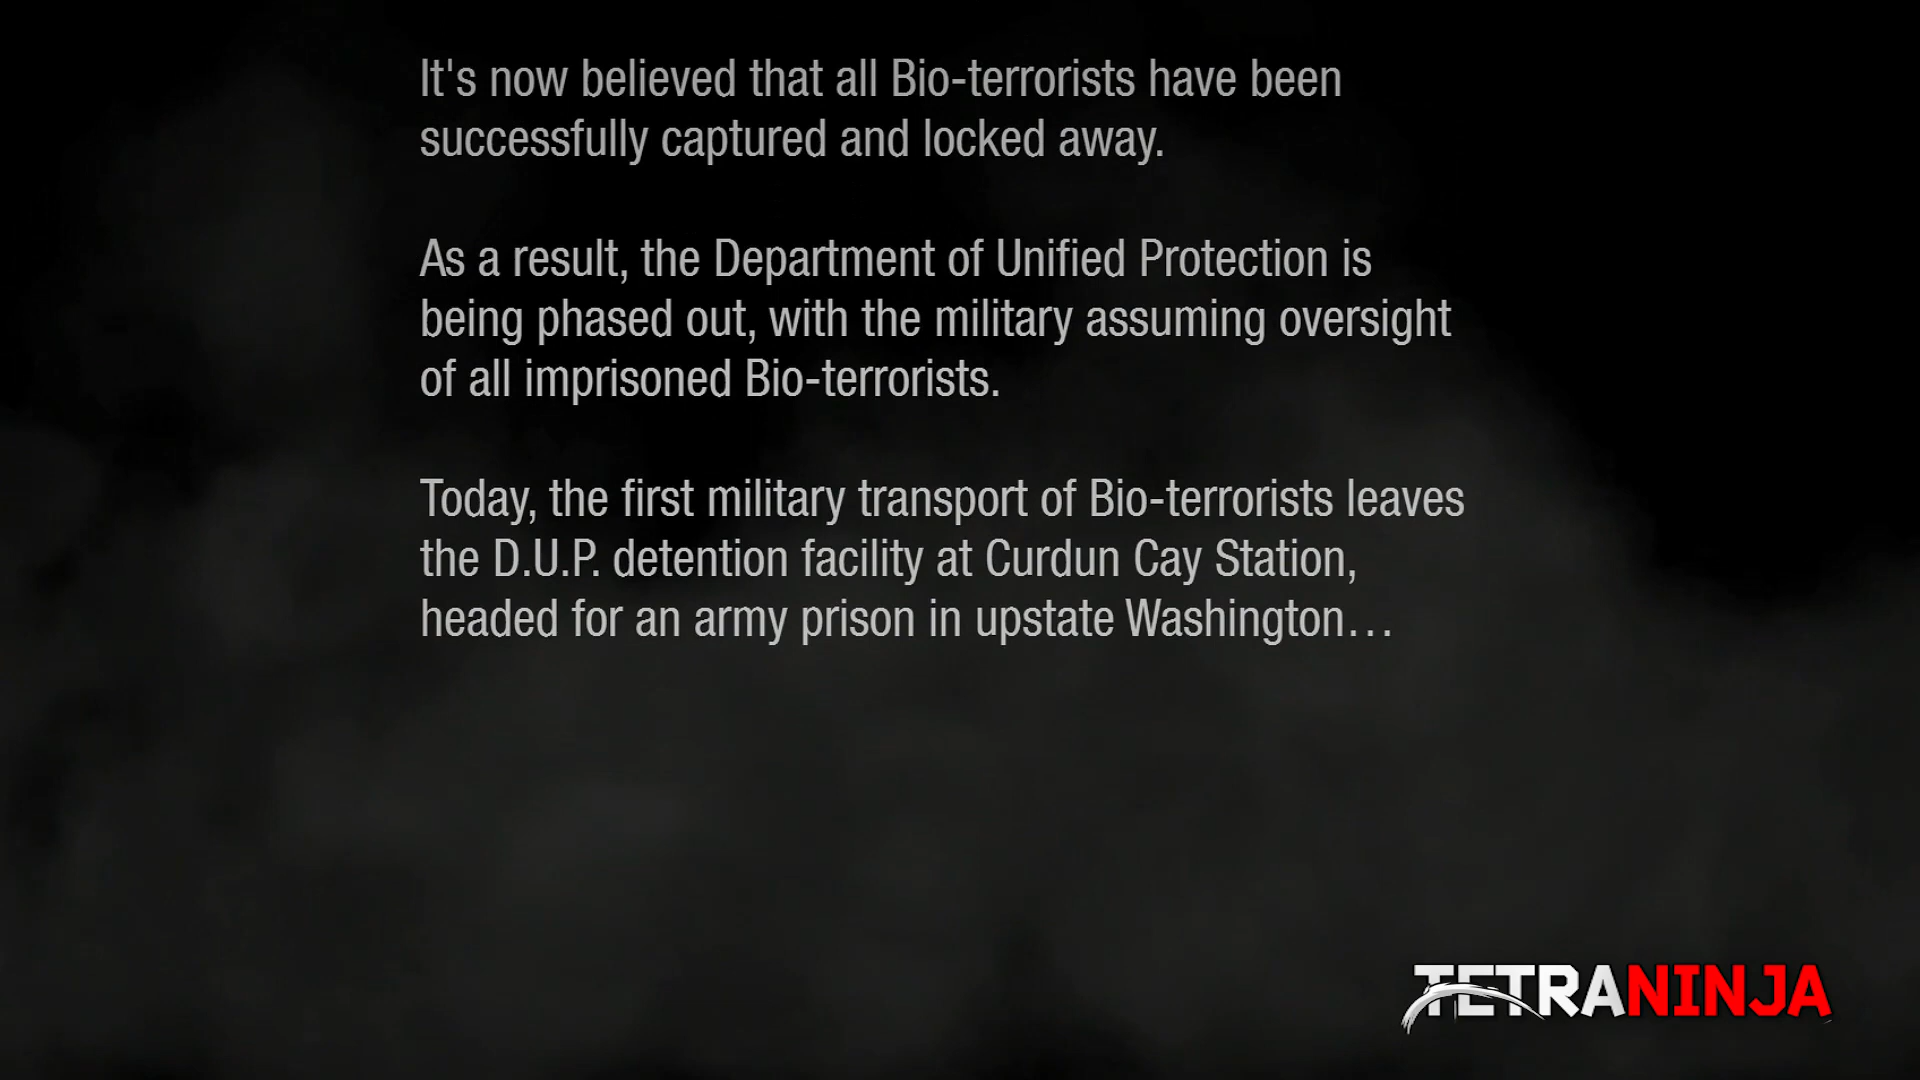 It's now believed that all Bio-terrorists have been
successfully captured and locked away.
As a result, the Department of Unified Protection is
being phased out, with the military assuming oversight
of all imprisoned Bio-terrorists.
Today, the first military transport of Bio-terrorists leaves
the D.U.P. detention facility at Curdun Cay Station,
headed for an army prison in upstate Washington…
TETRANINJA